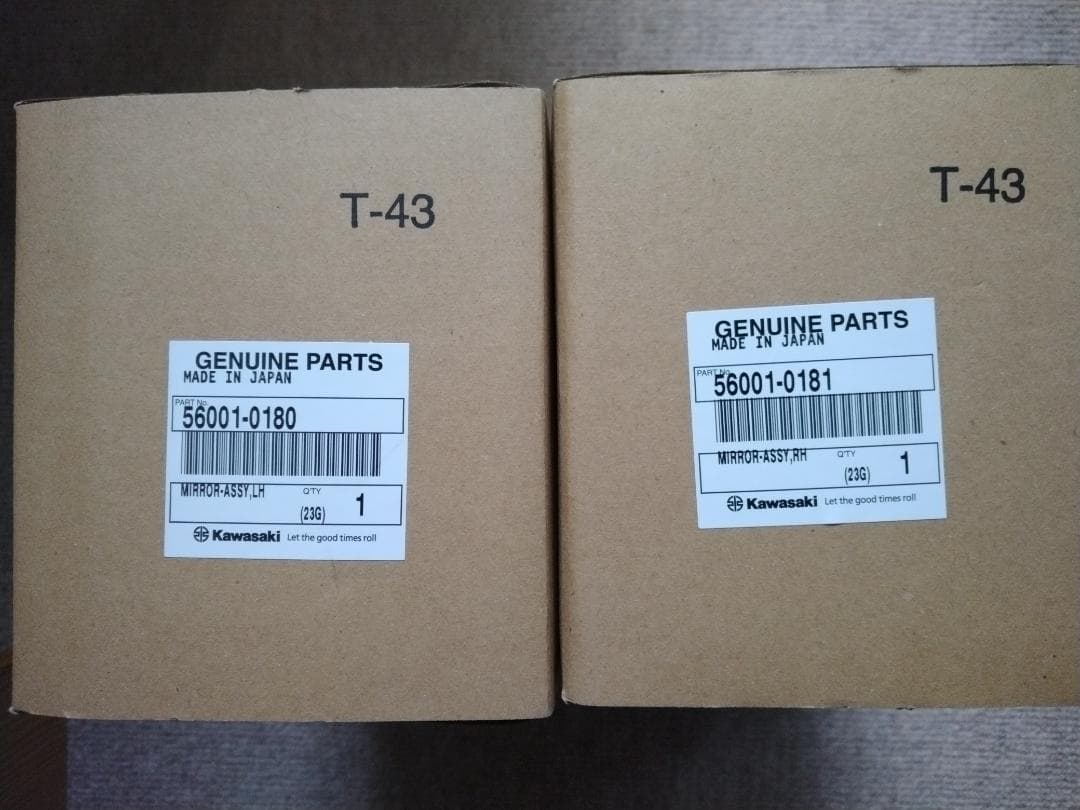 T-43
GENUINE PARTS
MADE IN JAPAN
PART No.
56001-0180
MIRROR-ASSY,LH
Q'TY
(23G)
1
Kawasaki Let the good times roll
T-43
GENUINE PARTS
MADE IN JAPAN
PART No.
56001-0181
MIRROR-ASSY,RH
Q'TY
(23G)
1
Kawasaki Let the good times roll